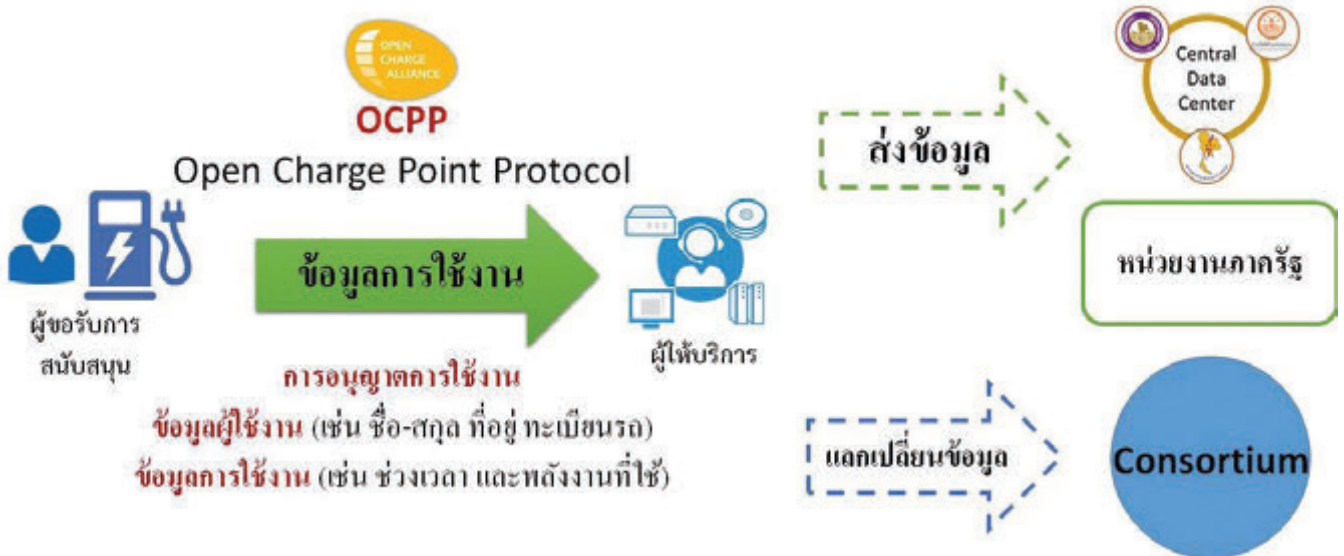 OPEN
CHARGE
ALLIANCE
OCPP
Open Charge Point Protocol
ผู้ขอรับการ
สนับสนุน
ข้อมูลการใช้งาน
ผู้ให้บริการ
การอนุญาตการใช้งาน
ข้อมูลผู้ใช้งาน (เช่น ชื่อ-สกุล ที่อยู่ ทะเบียนรถ)
ข้อมูลการใช้งาน (เช่น ช่วงเวลา และพลังงานที่ใช้)
ส่งข้อมูล
Central
Data
Center
หน่วยงานภาครัฐ
แลกเปลี่ยนข้อมูล
Consortium